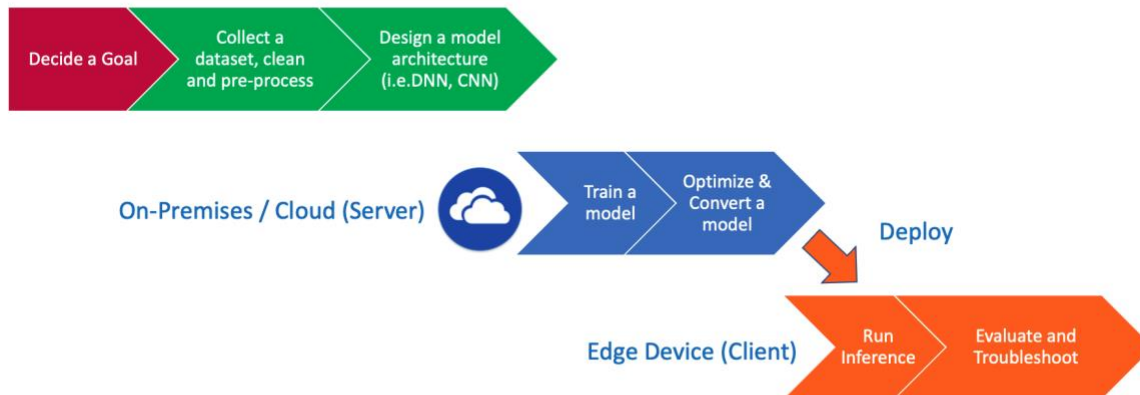 Decide a Goal
Collect a
dataset, clean
and pre-process
Design a model
architecture
(i.e.DNN, CNN)
On-Premises / Cloud (Server)
Train a
model
Optimize &
Convert a
model
Deploy
Edge Device (Client)
Run
Inference
Evaluate and
Troubleshoot